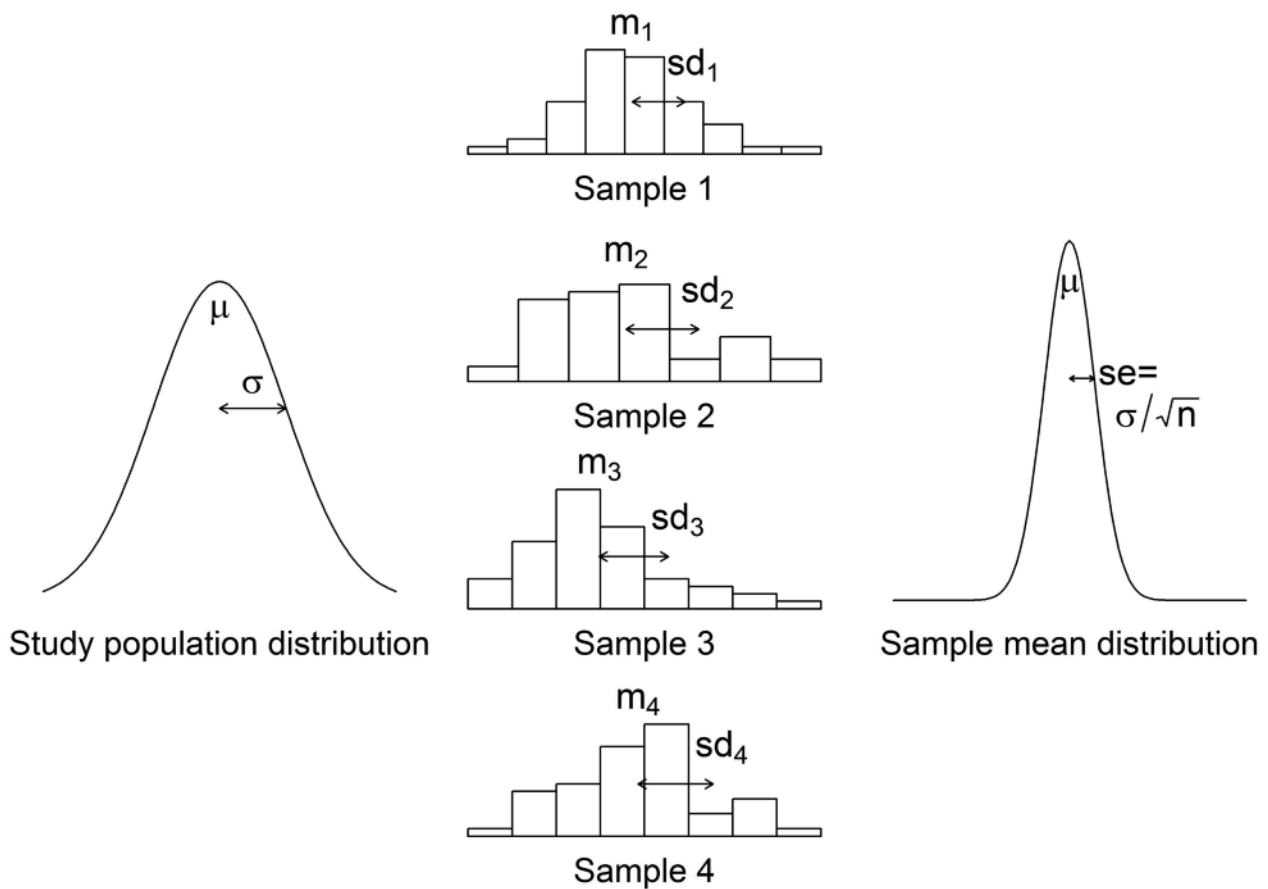 μ
σ
Study population distribution
m₁
sd₁
Sample 1
m₂
sd₂
Sample 2
m₃
sd₃
Sample 3
m₄
sd₄
Sample 4
μ
se=
σ/√n
Sample mean distribution